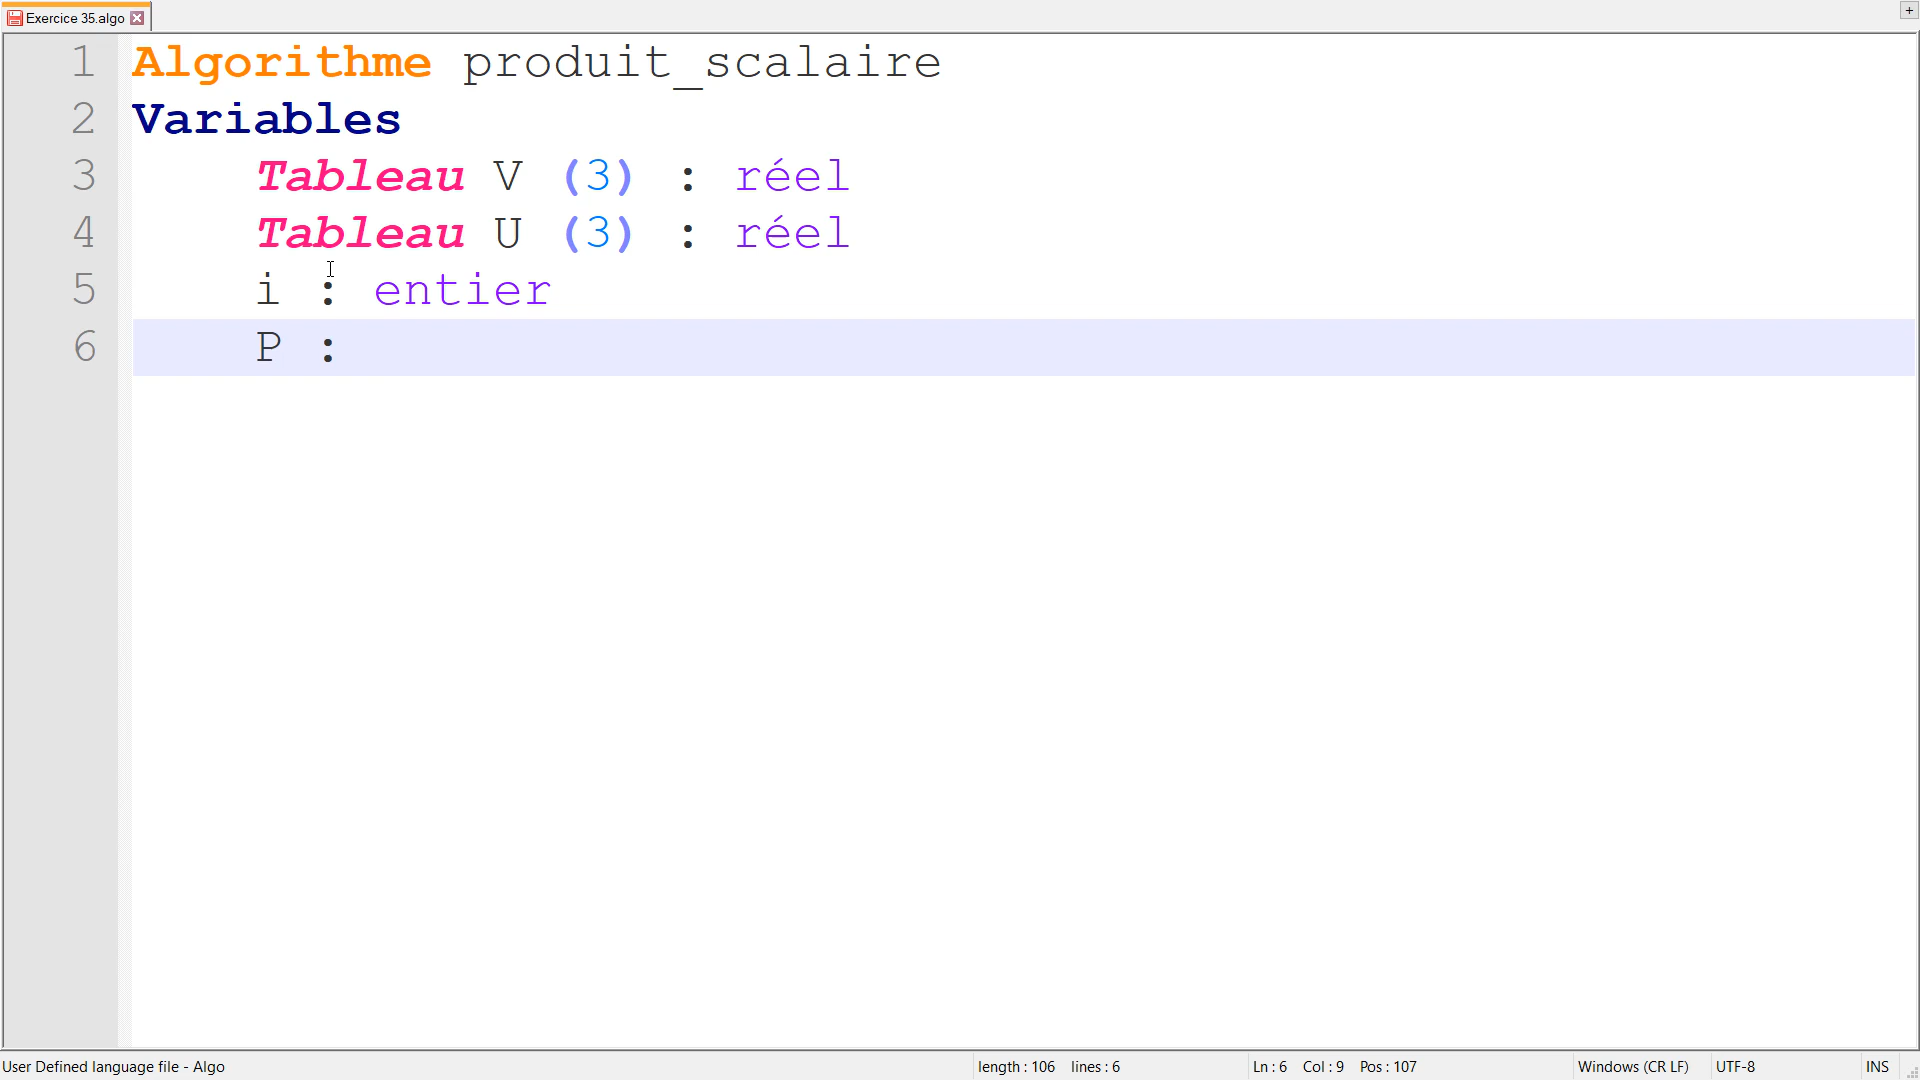 Exercice 35.algo
+
1 Algorithme produit_scalaire
2 Variables
3 Tableau V (3) : réel
4 Tableau U (3) : réel
5 i : entier
6 P :
User Defined language file - Algo length : 106 lines : 6 Ln : 6 Col : 9 Pos : 107 Windows (CR LF) UTF-8 INS